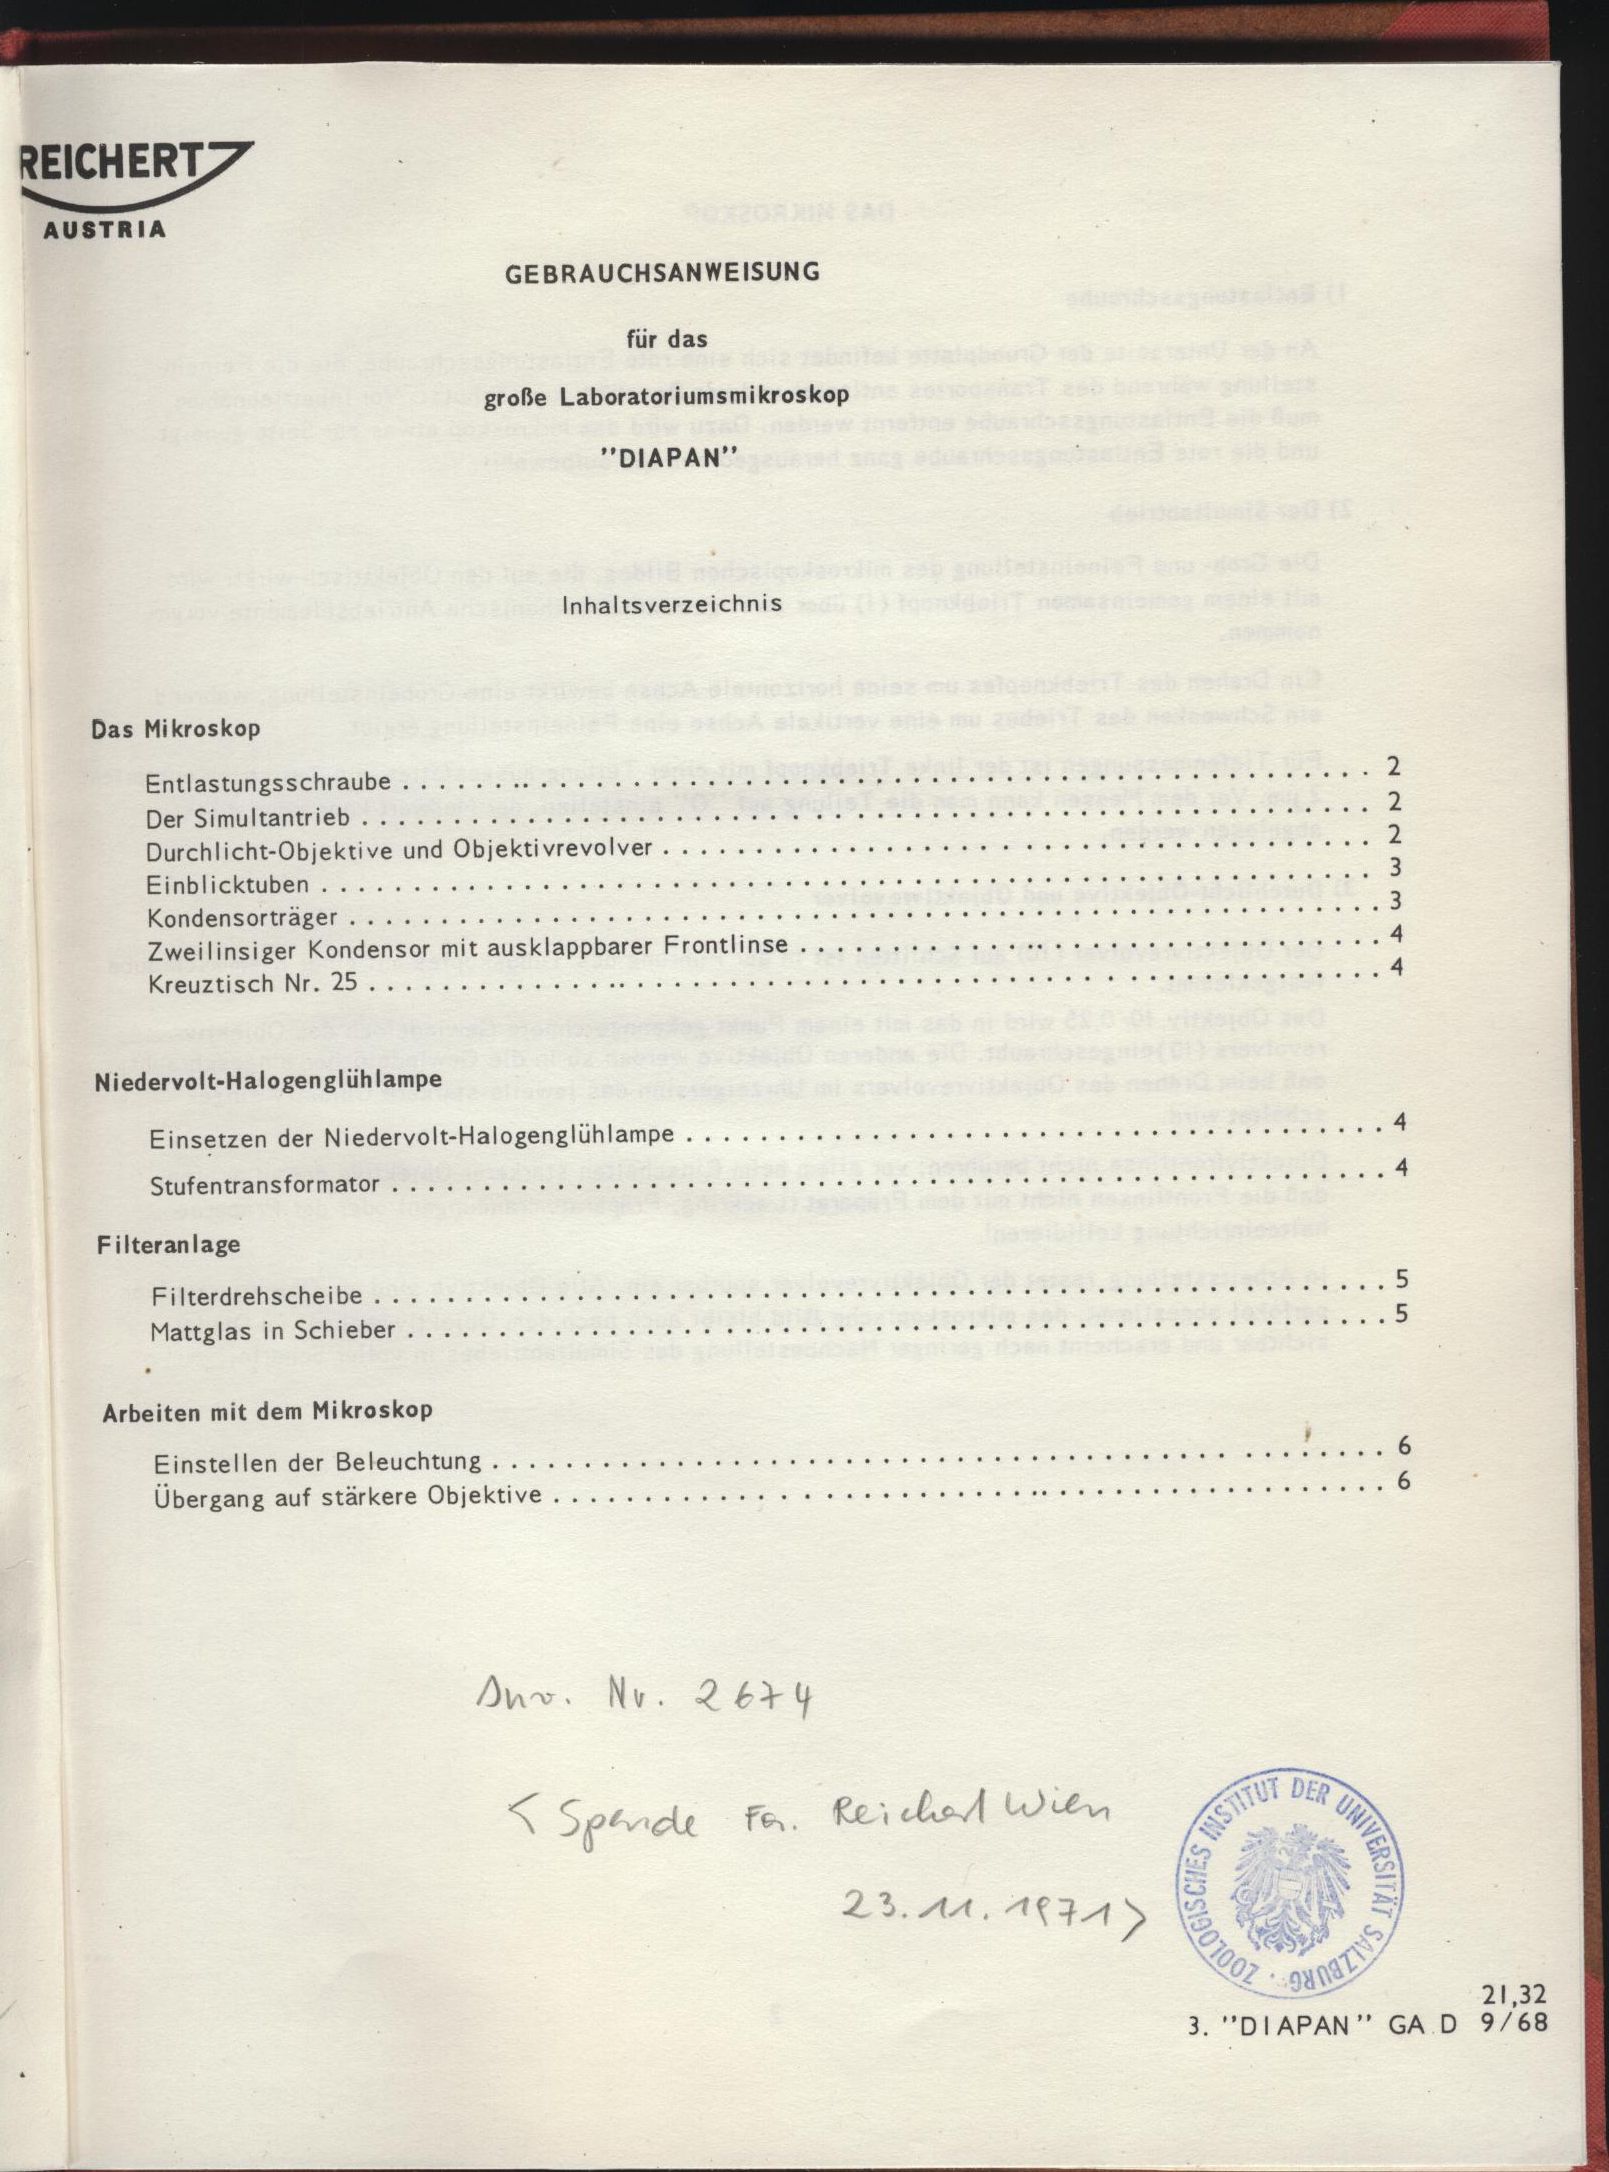 REICHERT
AUSTRIA
GEBRAUCHSANWEISUNG
für das
große Laboratoriumsmikroskop
"DIAPAN"
Inhaltsverzeichnis
Das Mikroskop
Entlastungsschraube 2
Der Simultantrieb 2
Durchlicht-Objektive und Objektivrevolver 2
Einblicktuben 3
Kondensorträger 3
Zweilinsiger Kondensor mit ausklappbarer Frontlinse 4
Kreuztisch Nr. 25 4
Niedervolt-Halogenglühlampe
Einsetzen der Niedervolt-Halogenglühlampe 4
Stufentransformator 4
Filteranlage
Filterdrehscheibe 5
Mattglas in Schieber 5
Arbeiten mit dem Mikroskop
Einstellen der Beleuchtung 6
Übergang auf stärkere Objektive 6
Inv. Nr. 2674
< Spende Fa. Reichert Wien
23.11.1971 >
ZOOLOGISCHES INSTITUT DER UNIVERSITÄT SALZBURG
21,32
3. "DIAPAN" GA D 9/68